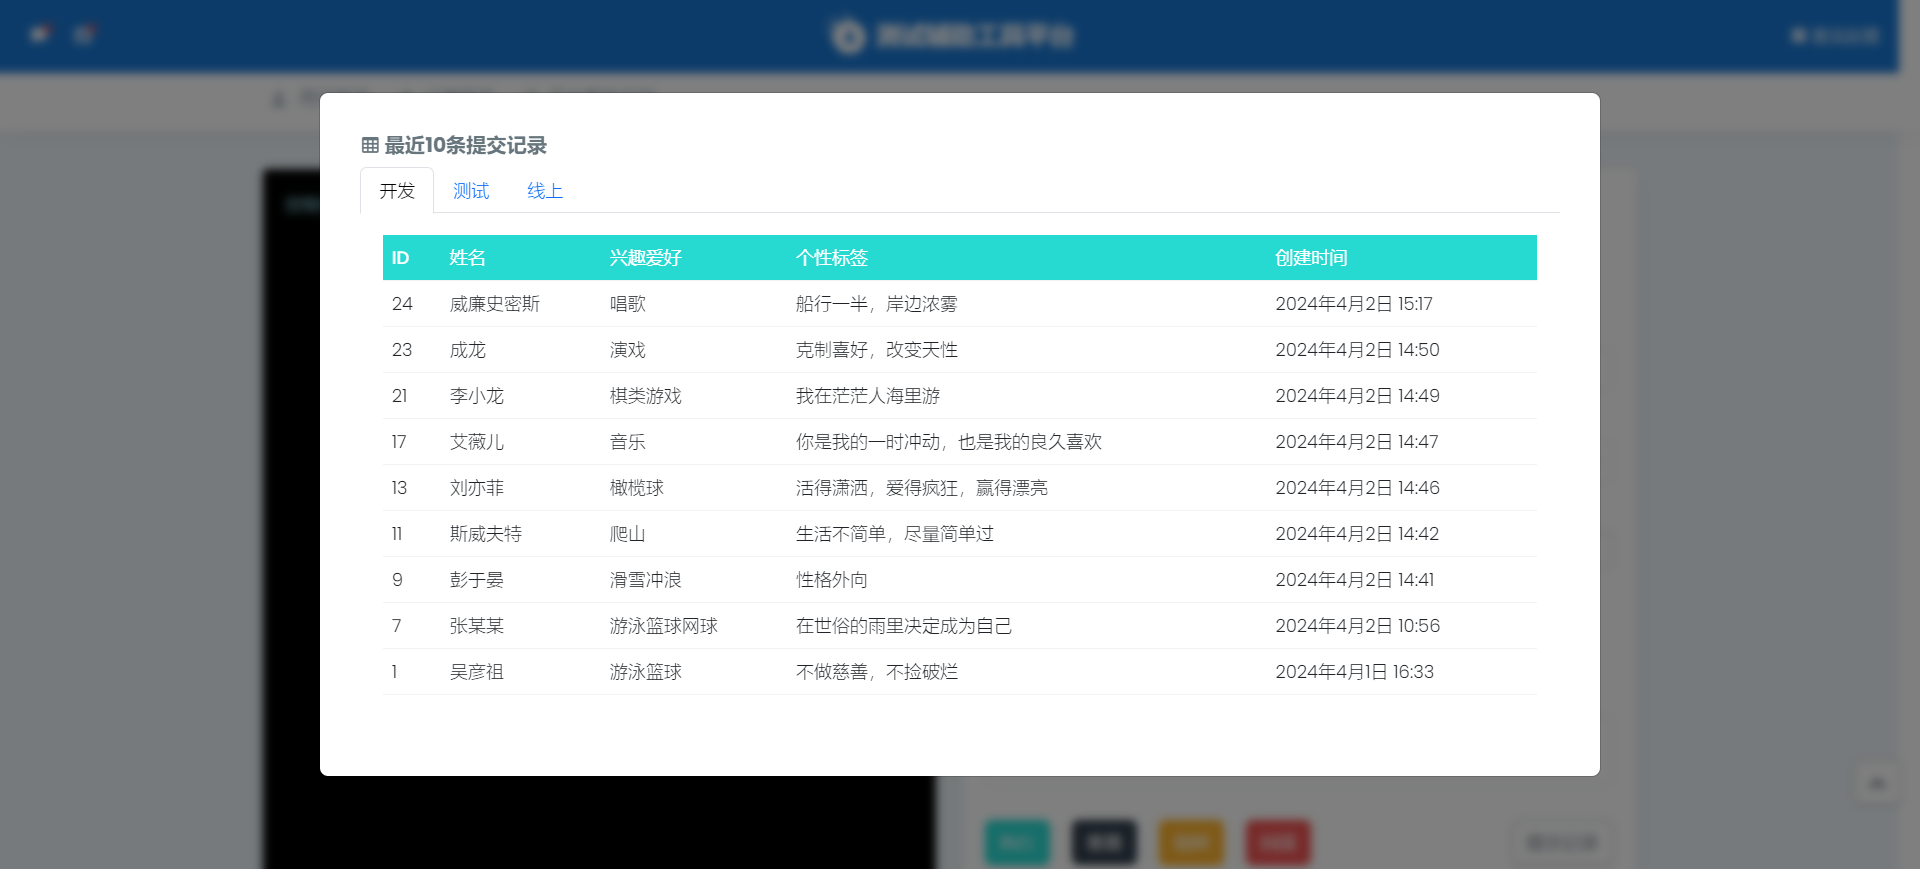 测试辅助工具平台
最近10条提交记录
开发 测试 线上
ID 姓名 兴趣爱好 个性标签 创建时间
24 威廉史密斯 唱歌 船行一半，岸边浓雾 2024年4月2日 15:17
23 成龙 演戏 克制喜好，改变天性 2024年4月2日 14:50
21 李小龙 棋类游戏 我在茫茫人海里游 2024年4月2日 14:49
17 艾薇儿 音乐 你是我的一时冲动，也是我的良久喜欢 2024年4月2日 14:47
13 刘亦菲 橄榄球 活得潇洒，爱得疯狂，赢得漂亮 2024年4月2日 14:46
11 斯威夫特 爬山 生活不简单，尽量简单过 2024年4月2日 14:42
9 彭于晏 滑雪冲浪 性格外向 2024年4月2日 14:41
7 张某某 游泳篮球网球 在世俗的雨里决定成为自己 2024年4月2日 10:56
1 吴彦祖 游泳篮球 不做慈善，不捡破烂 2024年4月1日 16:33